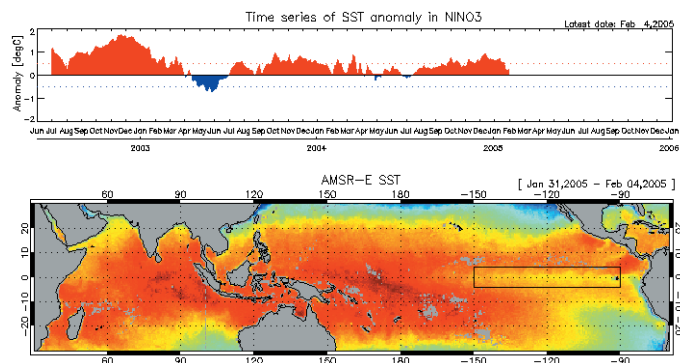 Time series of SST anomaly in NINO3
Latest date: Feb 4,2005
Anomaly [degC]
2
1
0
−1
−2
Jun Jul Aug Sep Oct Nov Dec Jan Feb Mar Apr May Jun Jul Aug Sep Oct Nov Dec Jan Feb Mar Apr May Jun Jul Aug Sep Oct Nov Dec Jan Feb Mar Apr May Jun Jul Aug Sep Oct Nov Dec Jan
2003 2004 2005 2006
AMSR−E SST
[ Jan 31,2005 − Feb 04,2005 ]
60 90 120 150 180 −150 −120 −90
20 20
10 10
0 0
−10 −10
−20 −20
60 90 120 150 180 −150 −120 −90